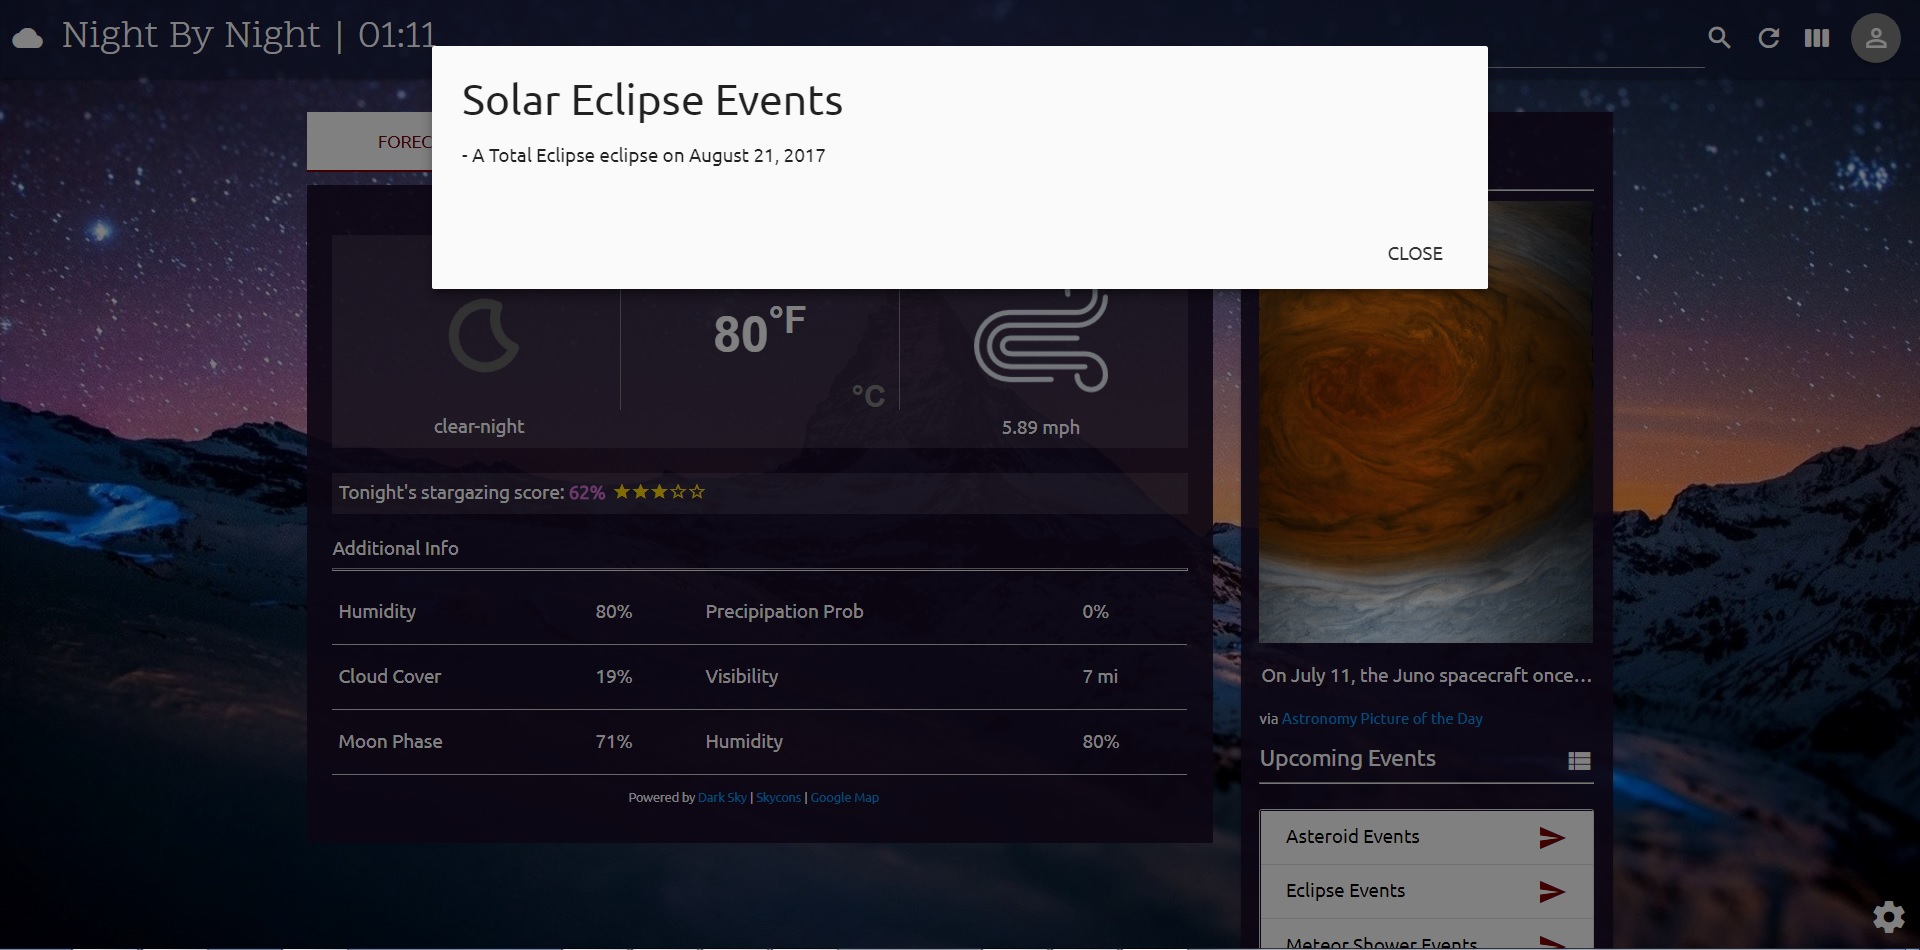 Night By Night | 01:11
Solar Eclipse Events
- A Total Eclipse eclipse on August 21, 2017
CLOSE
80°F
°C
clear-night
5.89 mph
Tonight's stargazing score: 62% ★★★☆☆
Additional Info
Humidity 80% Precipipation Prob 0%
Cloud Cover 19% Visibility 7 mi
Moon Phase 71% Humidity 80%
Powered by Dark Sky | Skycons | Google Map
On July 11, the Juno spacecraft once…
via Astronomy Picture of the Day
Upcoming Events
Asteroid Events
Eclipse Events
Meteor Shower Events